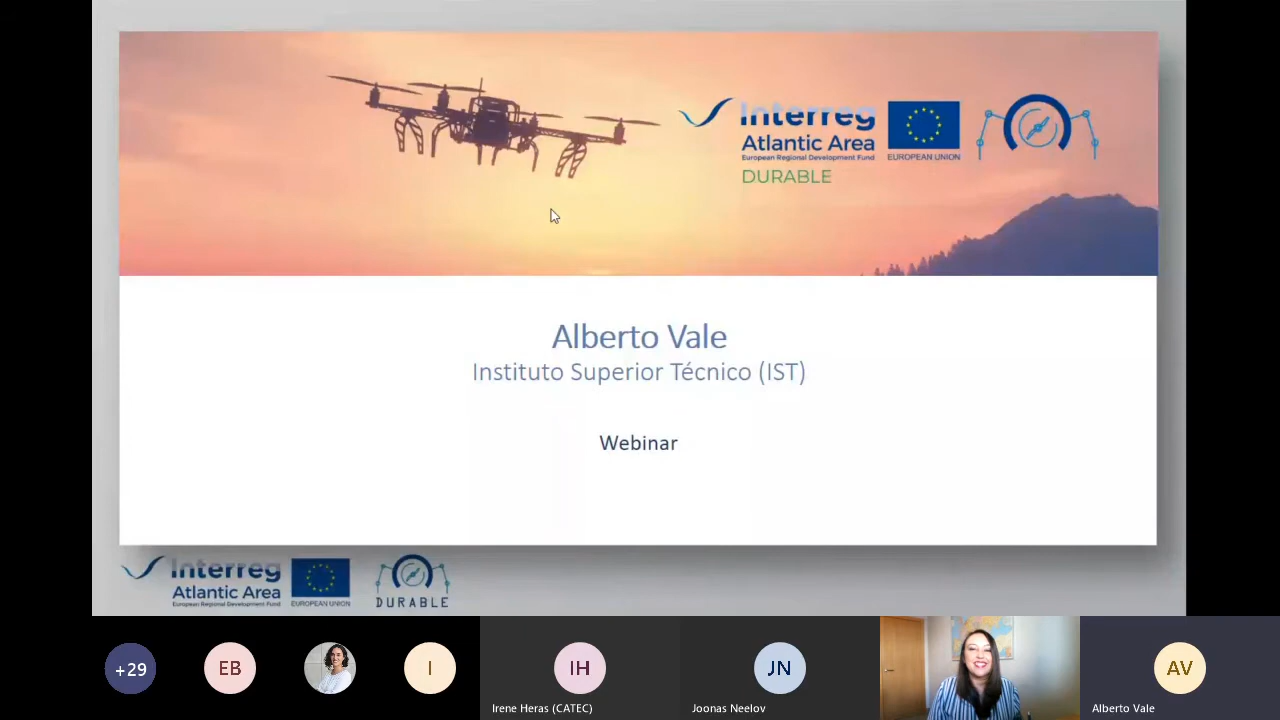 Interreg
Atlantic Area
European Regional Development Fund
EUROPEAN UNION
DURABLE
Alberto Vale
Instituto Superior Técnico (IST)
Webinar
Interreg
Atlantic Area
European Regional Development Fund
EUROPEAN UNION
DURABLE
+29
EB
I
IH
JN
AV
Irene Heras (CATEC)
Joonas Neelov
Alberto Vale